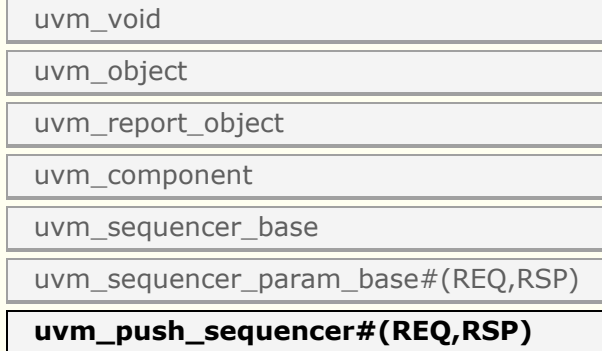 uvm_void
uvm_object
uvm_report_object
uvm_component
uvm_sequencer_base
uvm_sequencer_param_base#(REQ,RSP)
uvm_push_sequencer#(REQ,RSP)